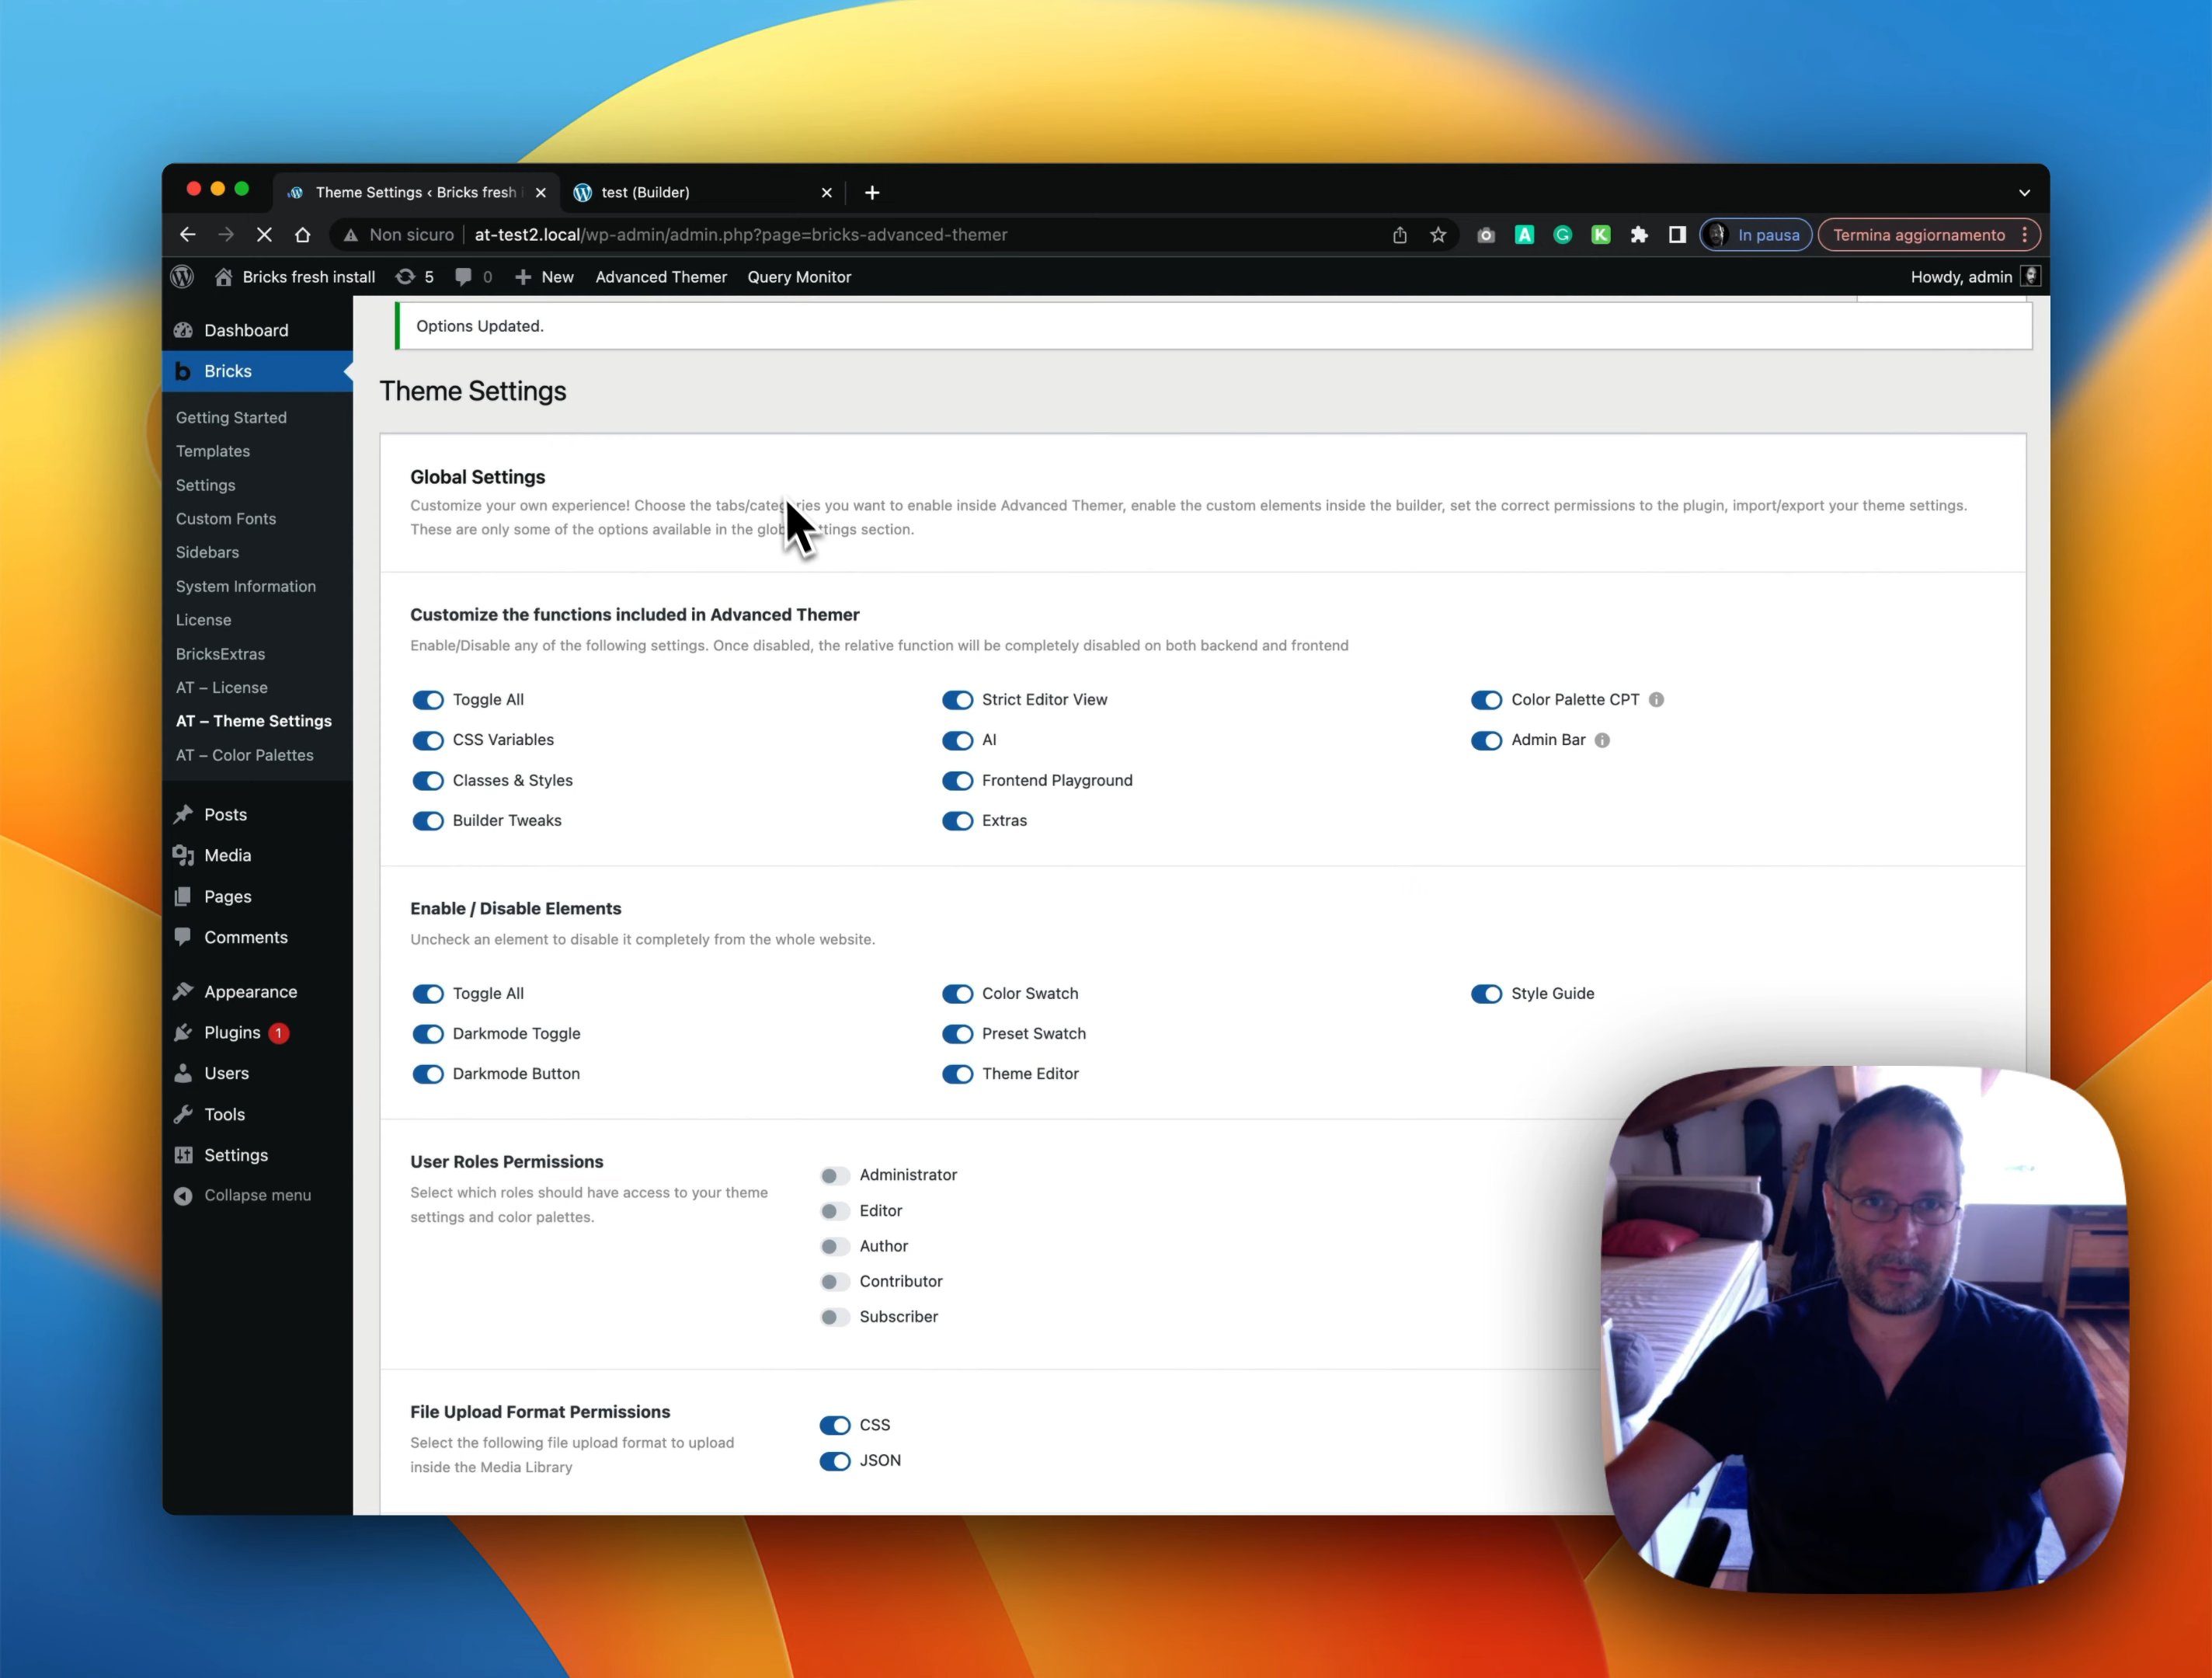 Theme Settings ‹ Bricks fresh i
test (Builder)
Non sicuro
at-test2.local/wp-admin/admin.php?page=bricks-advanced-themer
A
G
K
In pausa
Termina aggiornamento
Bricks fresh install
5
0
New
Advanced Themer
Query Monitor
Howdy, admin
Dashboard
b Bricks
Getting Started
Templates
Settings
Custom Fonts
Sidebars
System Information
License
BricksExtras
AT – License
AT – Theme Settings
AT – Color Palettes
Posts
Media
Pages
Comments
Appearance
Plugins 1
Users
Tools
Settings
Collapse menu
Options Updated.
Theme Settings
Global Settings
Customize your own experience! Choose the tabs/categories you want to enable inside Advanced Themer, enable the custom elements inside the builder, set the correct permissions to the plugin, import/export your theme settings.
These are only some of the options available in the global settings section.
Customize the functions included in Advanced Themer
Enable/Disable any of the following settings. Once disabled, the relative function will be completely disabled on both backend and frontend
Toggle All
CSS Variables
Classes & Styles
Builder Tweaks
Strict Editor View
AI
Frontend Playground
Extras
Color Palette CPT
Admin Bar
Enable / Disable Elements
Uncheck an element to disable it completely from the whole website.
Toggle All
Darkmode Toggle
Darkmode Button
Color Swatch
Preset Swatch
Theme Editor
Style Guide
User Roles Permissions
Select which roles should have access to your theme
settings and color palettes.
Administrator
Editor
Author
Contributor
Subscriber
File Upload Format Permissions
Select the following file upload format to upload
inside the Media Library
CSS
JSON